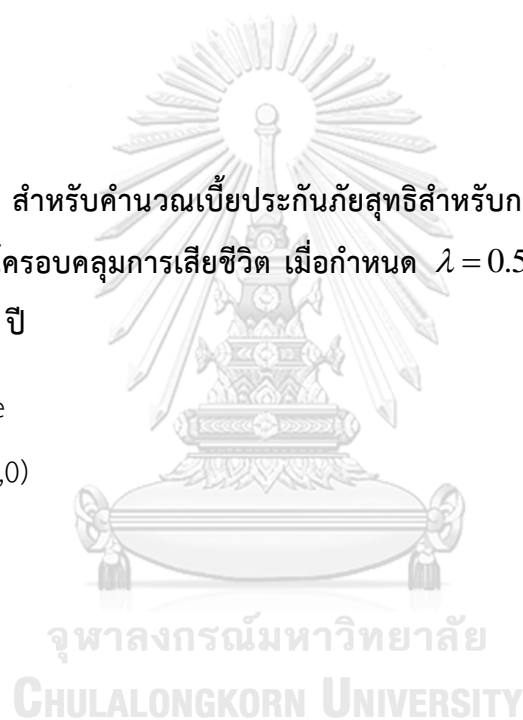 สำหรับคำนวณเบี้ยประกันภัยสุทธิสำหรับก
โครอบคลุมการเสียชีวิต เมื่อกำหนด λ = 0.5
ปี
e
,0)
จุฬาลงกรณ์มหาวิทยาลัย
CHULALONGKORN UNIVERSITY